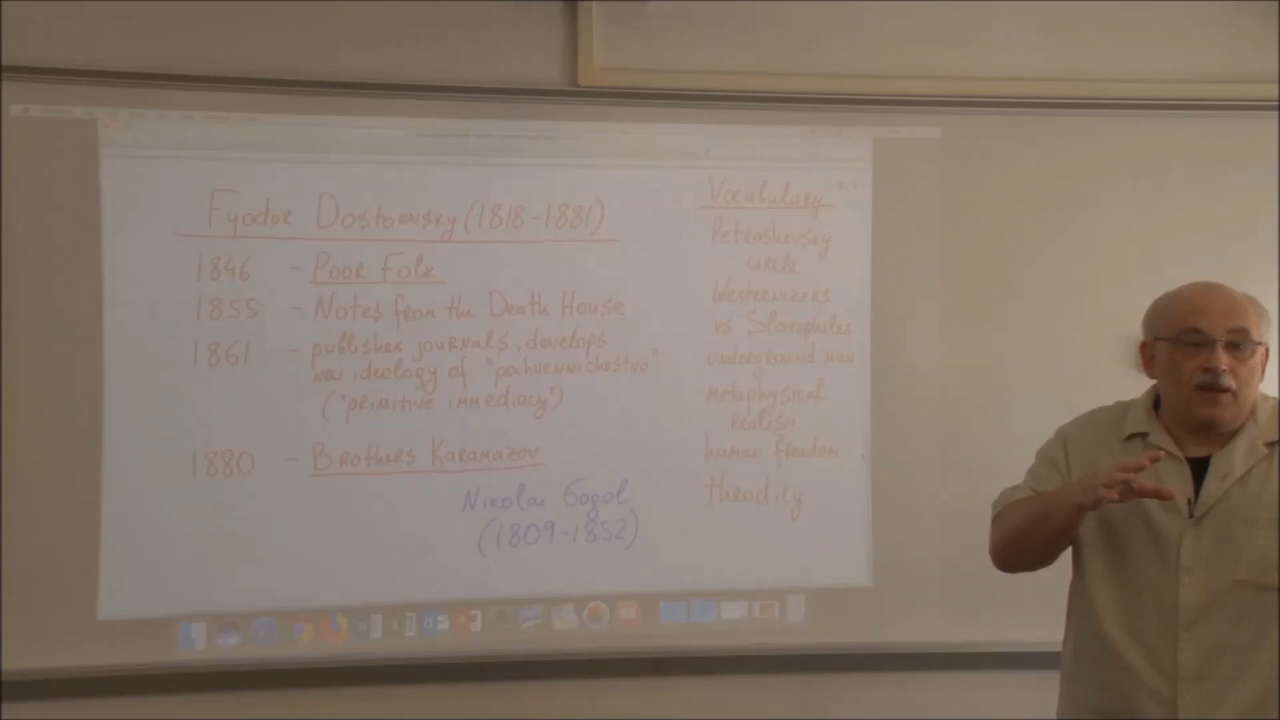 Fyodor Dostoevsky (1818-1881)
1846 - Poor Folk
1855 - Notes from the Death House
1861 - publishes journals, develops
new ideology of "pochvennichestvo"
("primitive immediacy")
1880 - Brothers Karamazov
Nikolai Gogol
(1809-1852)
Vocabulary
Petrashevsky
circle
Westernizers
vs Slavophiles
underground man
metaphysical
realism
human freedom
theodicy